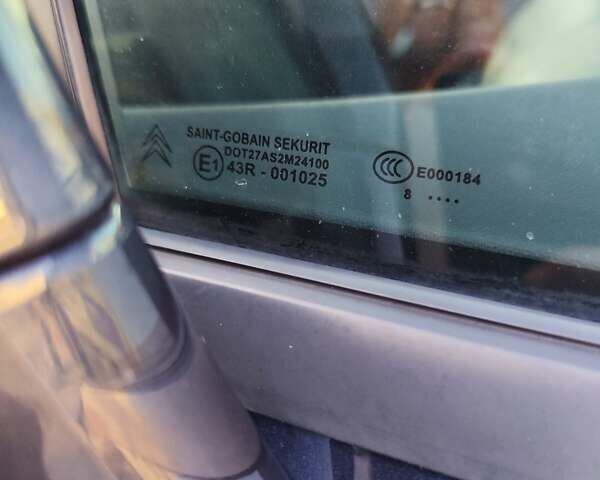 SAINT-GOBAIN SEKURIT
DOT27AS2M24100
E1 43R - 001025
CCC E000184
8 ....